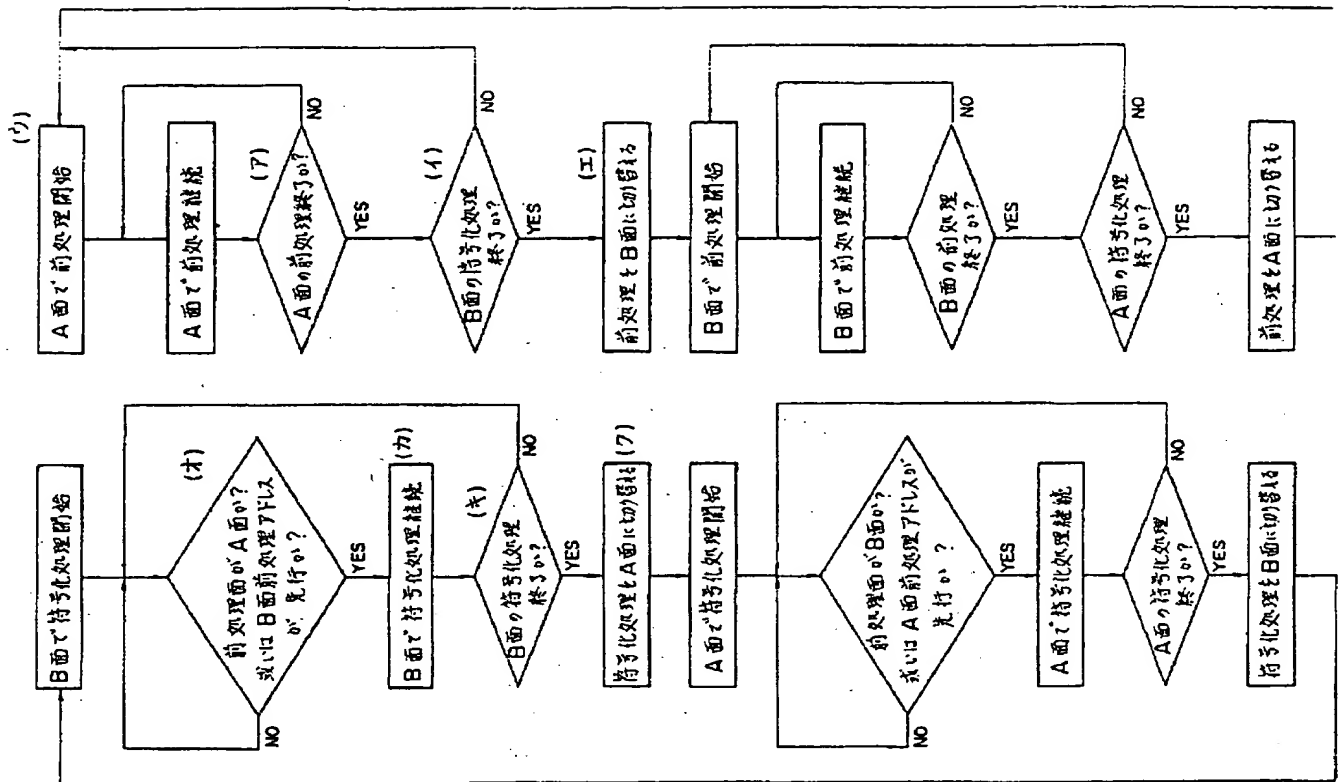 (ウ)
A面で前処理開始
A面で前処理継続
(ア)
A面の前処理終了か?
NO
YES
(イ)
B面の符号化処理
終了か?
NO
YES
(エ)
前処理をB面に切り替える
B面で前処理開始
B面で前処理継続
B面の前処理
終了か?
NO
YES
A面の符号化処理
終了か?
NO
YES
前処理をA面に切り替える
B面で符号化処理開始
(オ)
前処理面がA面か?
或いはB面前処理アドレス
が先行か?
NO
YES
(カ)
B面で符号化処理継続
(キ)
B面の符号化処理
終了か?
NO
YES
(ク)
符号化処理をA面に切り替える
A面で符号化処理開始
前処理面がB面か?
或いはA面前処理アドレスが
先行か?
NO
YES
A面で符号化処理継続
A面の符号化処理
終了か?
NO
YES
符号化処理をB面に切り替える